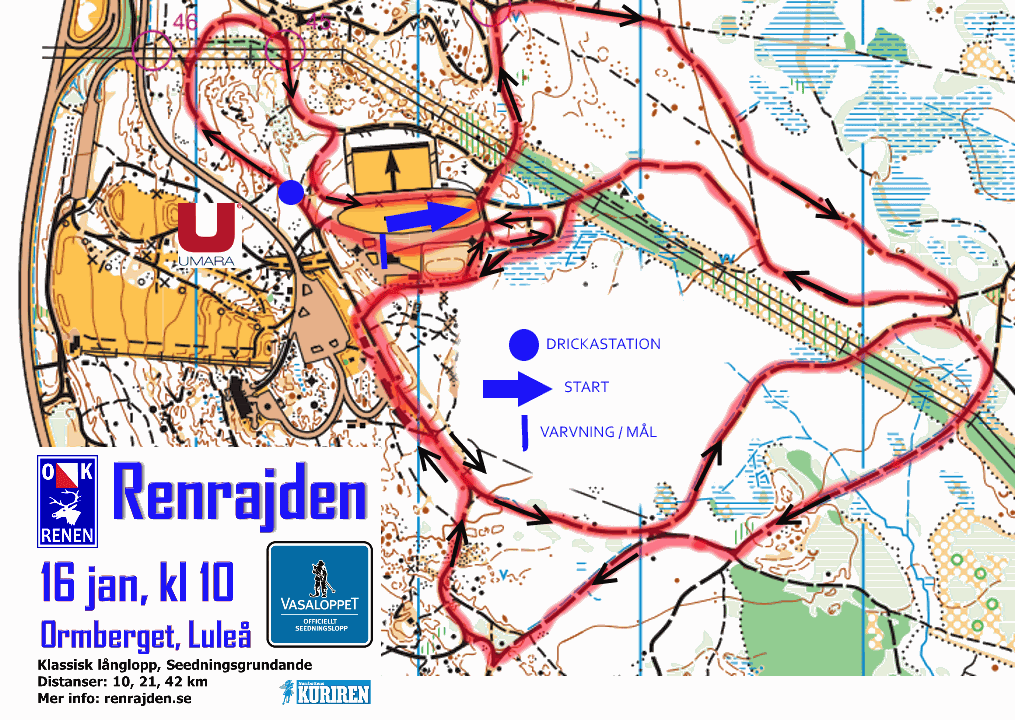 46
45
UMARA
DRICKASTATION
START
VARVNING / MÅL
O K
RENEN
Renrajden
16 jan, kl 10
Ormberget, Luleå
VASALOPPET
OFFICIELLT
SEEDNINGSLOPP
Klassisk långlopp, Seedningsgrundande
Distanser: 10, 21, 42 km
Mer info: renrajden.se
KURIREN